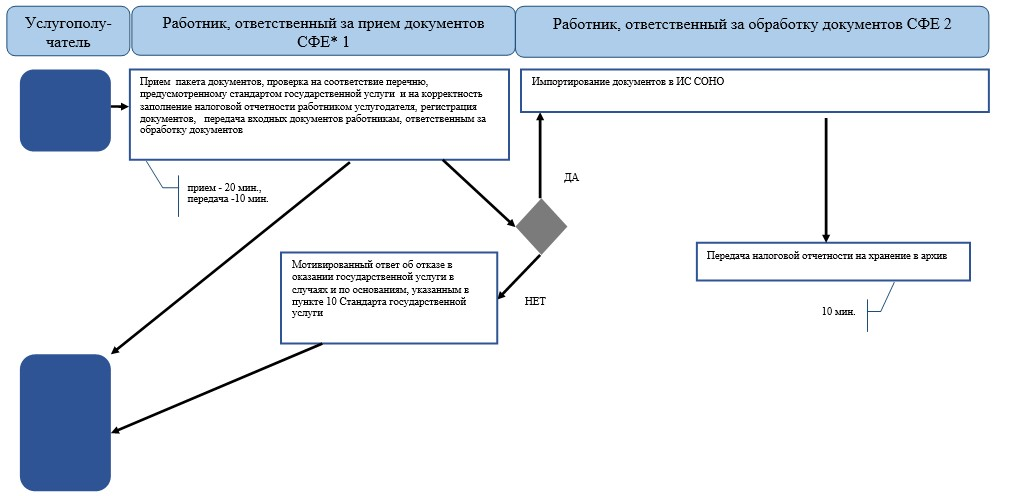 Услугополу-
чатель
Работник, ответственный за прием документов
СФЕ* 1
Работник, ответственный за обработку документов СФЕ 2
Прием пакета документов, проверка на соответствие перечню,
предусмотренному стандартом государственной услуги и на корректность
заполнение налоговой отчетности работником услугодателя, регистрация
документов, передача входных документов работникам, ответственным за
обработку документов
Импортирование документов в ИС СОНО
прием - 20 мин.,
передача -10 мин.
ДА
Мотивированный ответ об отказе в
оказании государственной услуги в
случаях и по основаниям, указанным в
пункте 10 Стандарта государственной
услуги
НЕТ
Передача налоговой отчетности на хранение в архив
10 мин.